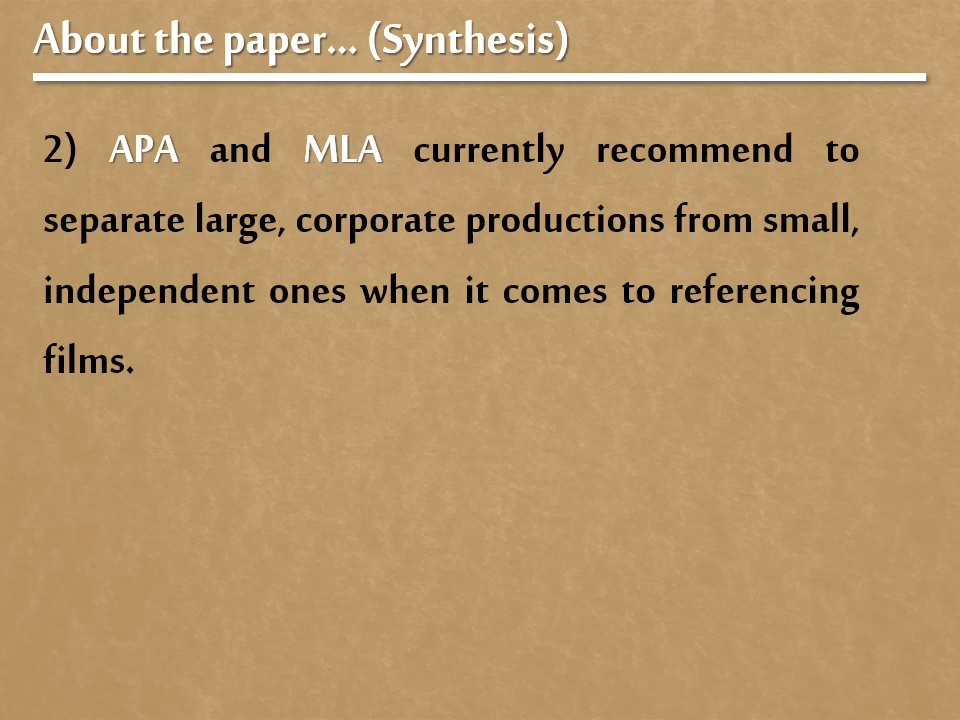 About the paper... (Synthesis)
2) APA and MLA currently recommend to
separate large, corporate productions from small,
independent ones when it comes to referencing
films.